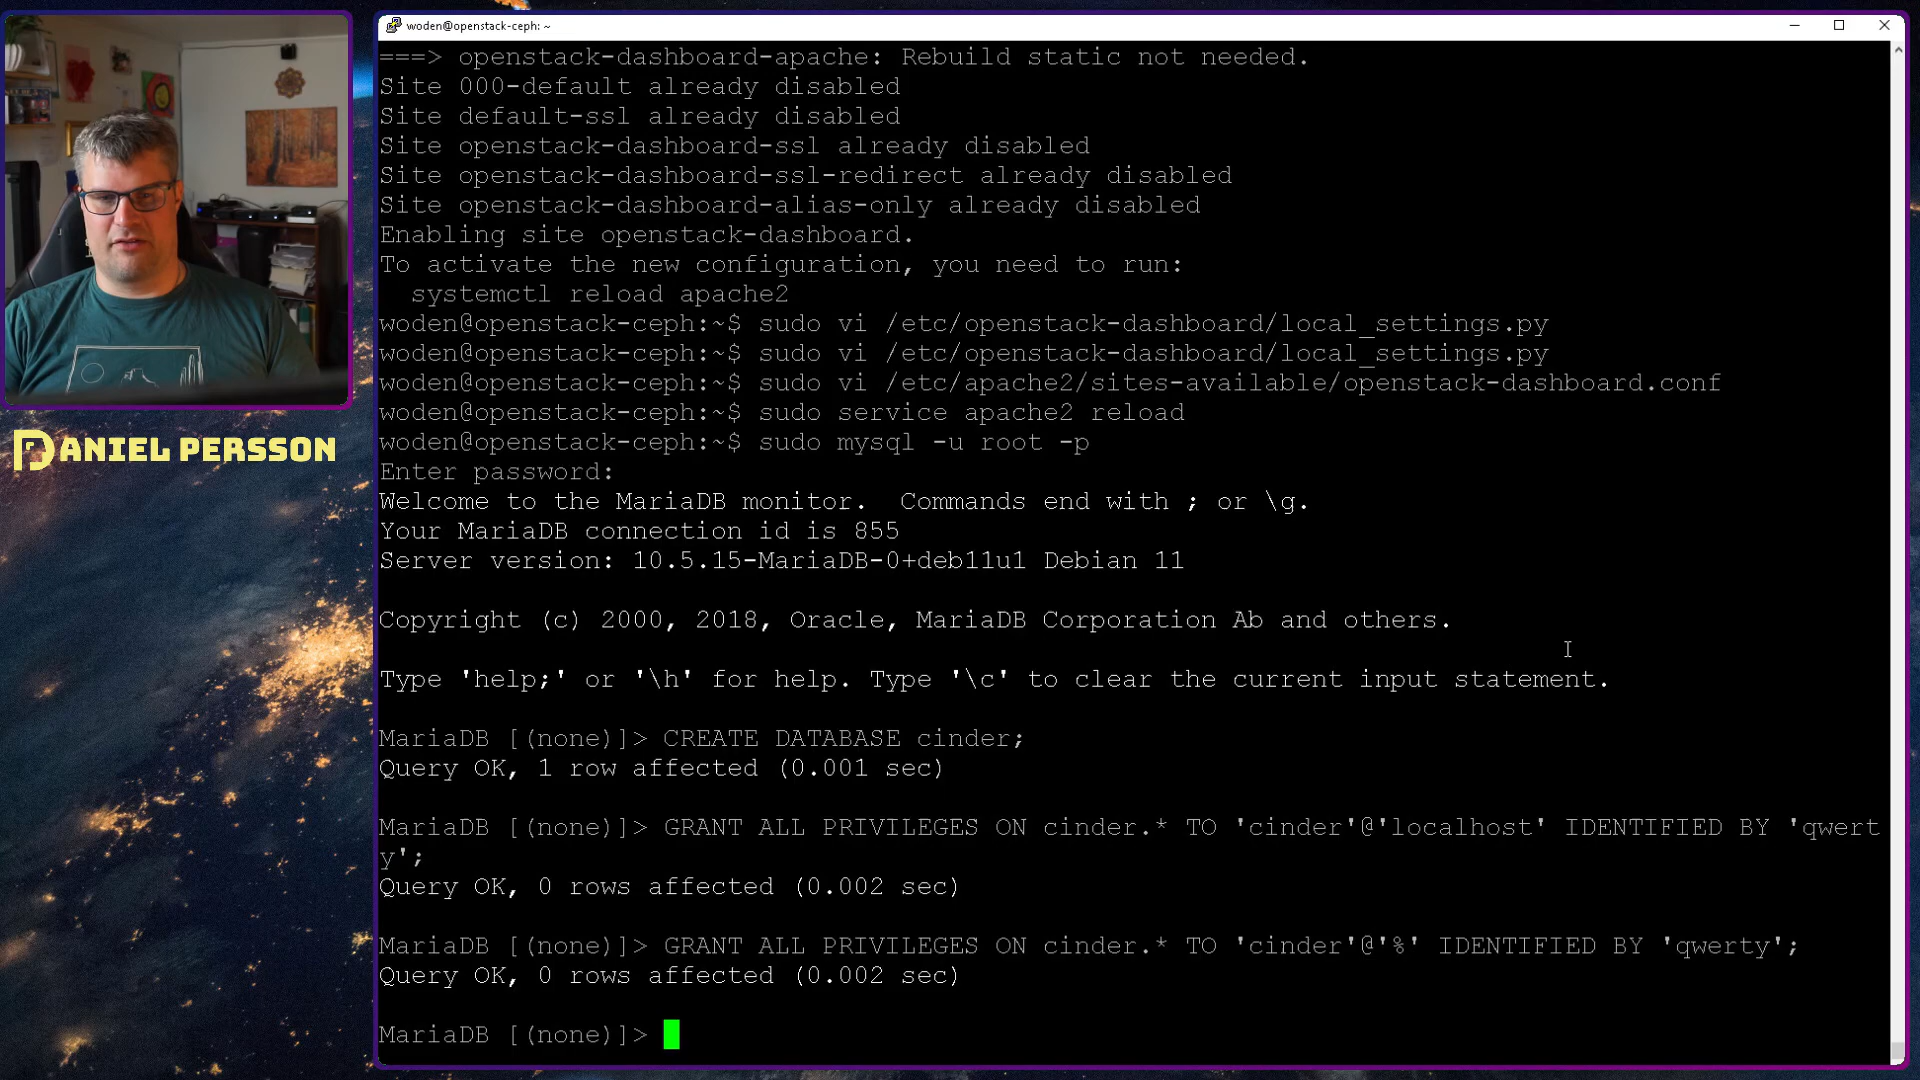 woden@openstack-ceph: ~
===> openstack-dashboard-apache: Rebuild static not needed.
Site 000-default already disabled
Site default-ssl already disabled
Site openstack-dashboard-ssl already disabled
Site openstack-dashboard-ssl-redirect already disabled
Site openstack-dashboard-alias-only already disabled
Enabling site openstack-dashboard.
To activate the new configuration, you need to run:
  systemctl reload apache2
woden@openstack-ceph:~$ sudo vi /etc/openstack-dashboard/local_settings.py
woden@openstack-ceph:~$ sudo vi /etc/openstack-dashboard/local_settings.py
woden@openstack-ceph:~$ sudo vi /etc/apache2/sites-available/openstack-dashboard.conf
woden@openstack-ceph:~$ sudo service apache2 reload
woden@openstack-ceph:~$ sudo mysql -u root -p
Enter password:
Welcome to the MariaDB monitor.  Commands end with ; or \g.
Your MariaDB connection id is 855
Server version: 10.5.15-MariaDB-0+deb11u1 Debian 11
Copyright (c) 2000, 2018, Oracle, MariaDB Corporation Ab and others.
Type 'help;' or '\h' for help. Type '\c' to clear the current input statement.
MariaDB [(none)]> CREATE DATABASE cinder;
Query OK, 1 row affected (0.001 sec)
MariaDB [(none)]> GRANT ALL PRIVILEGES ON cinder.* TO 'cinder'@'localhost' IDENTIFIED BY 'qwert
y';
Query OK, 0 rows affected (0.002 sec)
MariaDB [(none)]> GRANT ALL PRIVILEGES ON cinder.* TO 'cinder'@'%' IDENTIFIED BY 'qwerty';
Query OK, 0 rows affected (0.002 sec)
MariaDB [(none)]>
DANIEL PERSSON